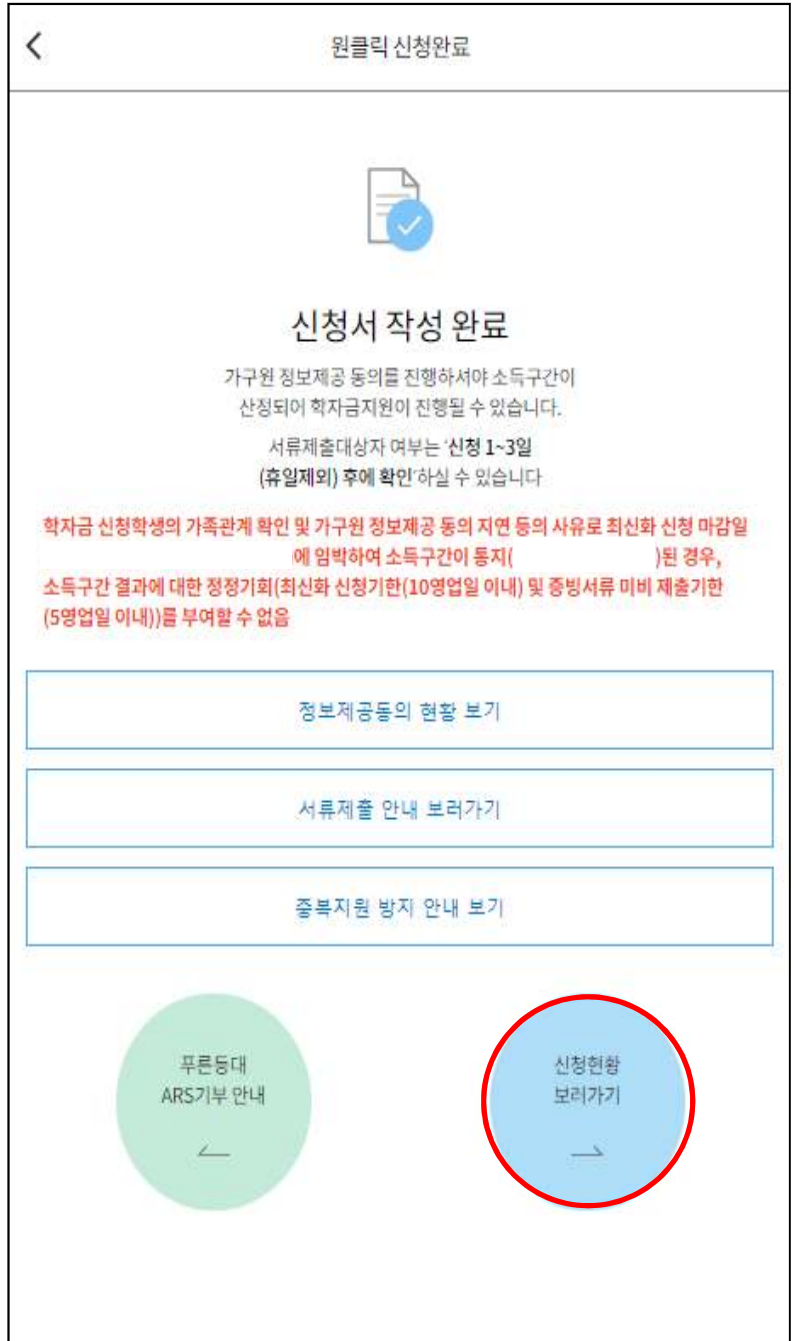 원클릭 신청완료
신청서 작성 완료
가구원 정보제공 동의를 진행하셔야 소득구간이
산정되어 학자금지원이 진행될 수 있습니다.
서류제출대상자 여부는 '신청 1~3일
(휴일제외) 후에 확인'하실 수 있습니다
학자금 신청학생의 가족관계 확인 및 가구원 정보제공 동의 지연 등의 사유로 최신화 신청 마감일
에 임박하여 소득구간이 통지( )된 경우,
소득구간 결과에 대한 정정기회(최신화 신청기한(10영업일 이내) 및 증빙서류 미비 제출기한
(5영업일 이내))를 부여할 수 없음
정보제공동의 현황 보기
서류제출 안내 보러가기
중복지원 방지 안내 보기
푸른등대
ARS기부 안내
신청현황
보러가기